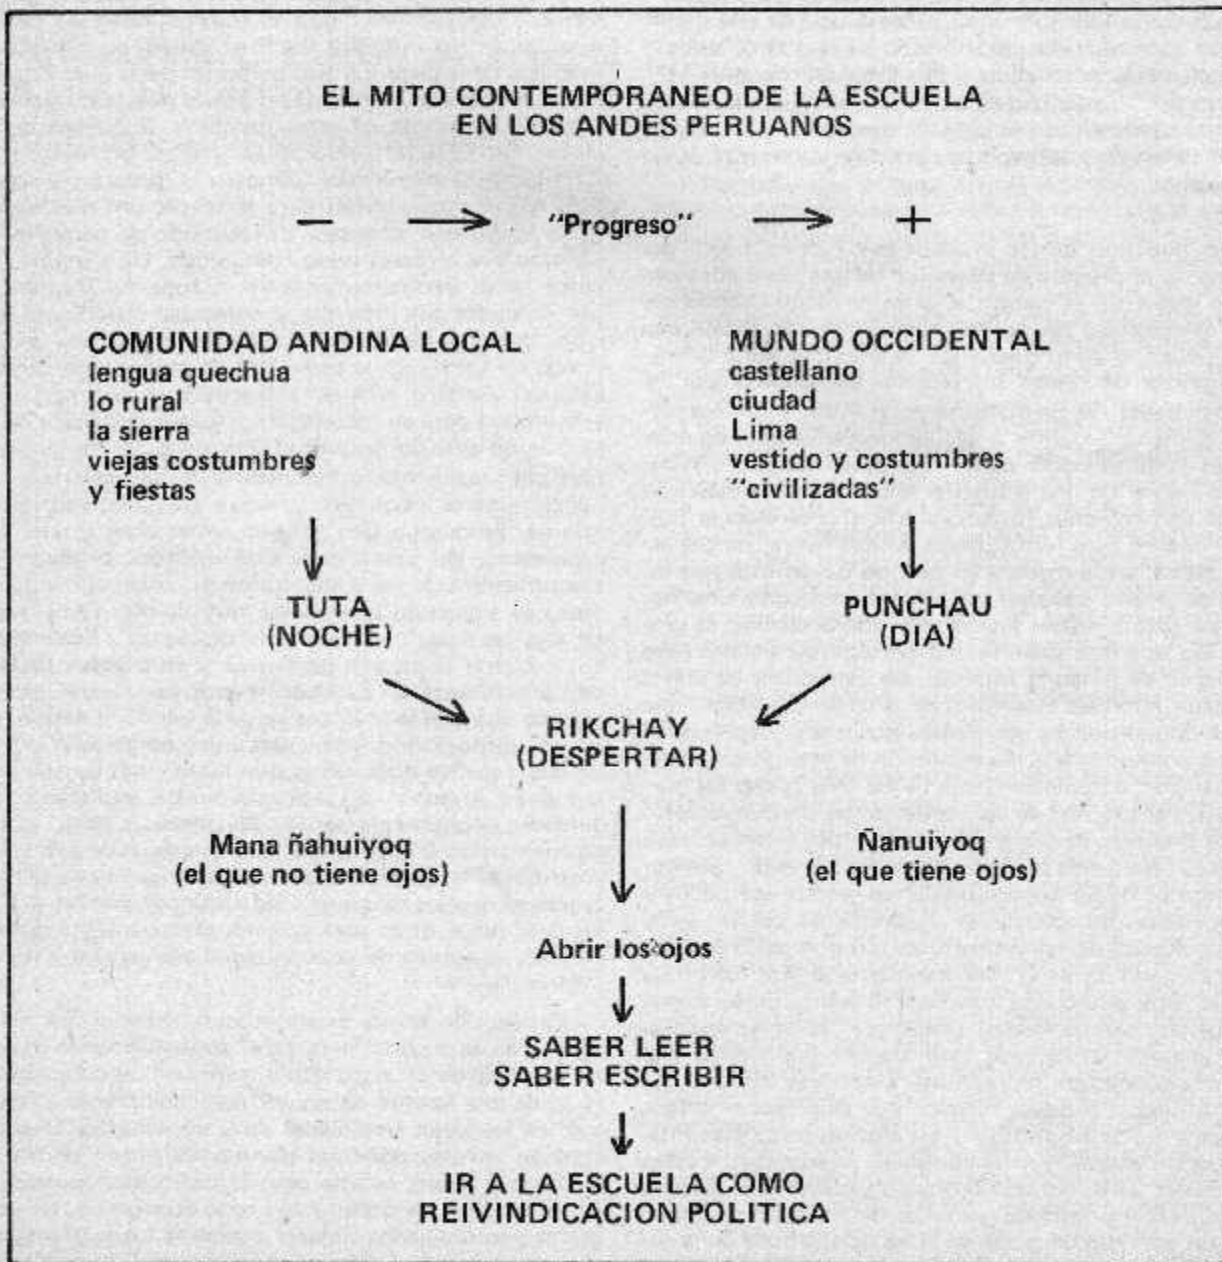 EL MITO CONTEMPORANEO DE LA ESCUELA
EN LOS ANDES PERUANOS
— → "Progreso" → +
COMUNIDAD ANDINA LOCAL
lengua quechua
lo rural
la sierra
viejas costumbres
y fiestas
MUNDO OCCIDENTAL
castellano
ciudad
Lima
vestido y costumbres
"civilizadas"
TUTA
(NOCHE)
PUNCHAU
(DIA)
RIKCHAY
(DESPERTAR)
Mana ñahuiyoq
(el que no tiene ojos)
Ñanuiyoq
(el que tiene ojos)
Abrir los ojos
SABER LEER
SABER ESCRIBIR
IR A LA ESCUELA COMO
REIVINDICACION POLITICA